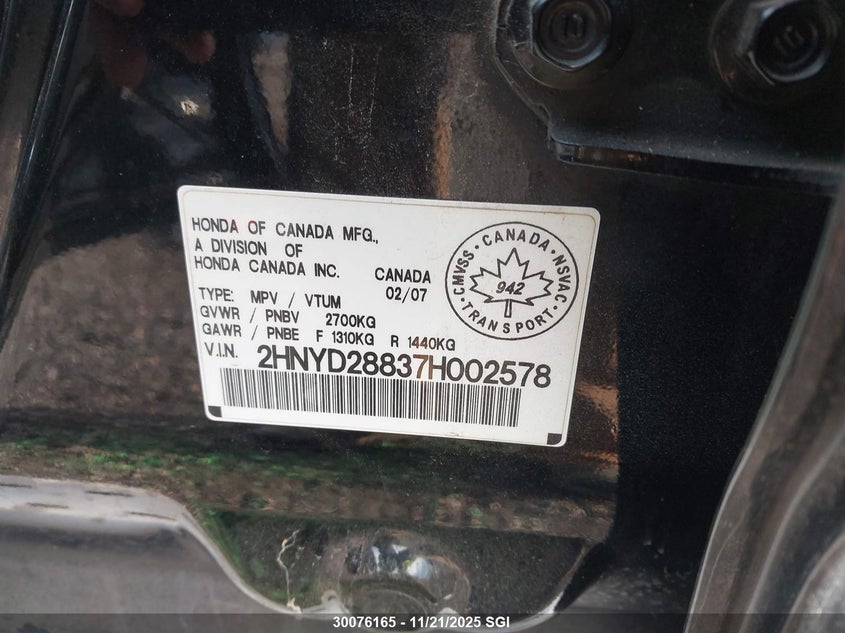 HONDA OF CANADA MFG.,
A DIVISION OF
HONDA CANADA INC. CANADA
02/07
TYPE: MPV / VTUM
GVWR / PNBV 2700KG
GAWR / PNBE F 1310KG R 1440KG
V.I.N. 2HNYD28837H002578
CMVSS · CANADA · NSVAC
942
· TRANSPORT ·
30076165 - 11/21/2025 SGI